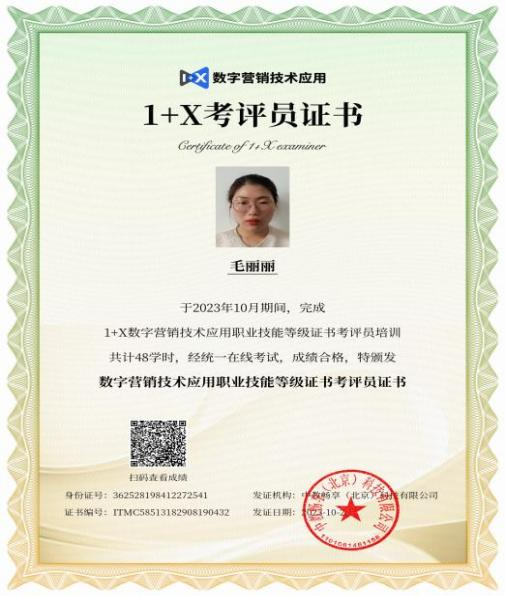 数字营销技术应用
1+X考评员证书
Certificate of 1+X examiner
毛丽丽
于2023年10月期间，完成
1+X数字营销技术应用职业技能等级证书考评员培训
共计48学时，经统一在线考试，成绩合格，特颁发
数字营销技术应用职业技能等级证书考评员证书
扫码查看成绩
身份证号：362528198412272541
发证机构：中教畅享（北京）科技有限公司
证书编号：ITMC58513182908190432
发证日期：2023-10-2
中教畅享（北京）科技有限公司